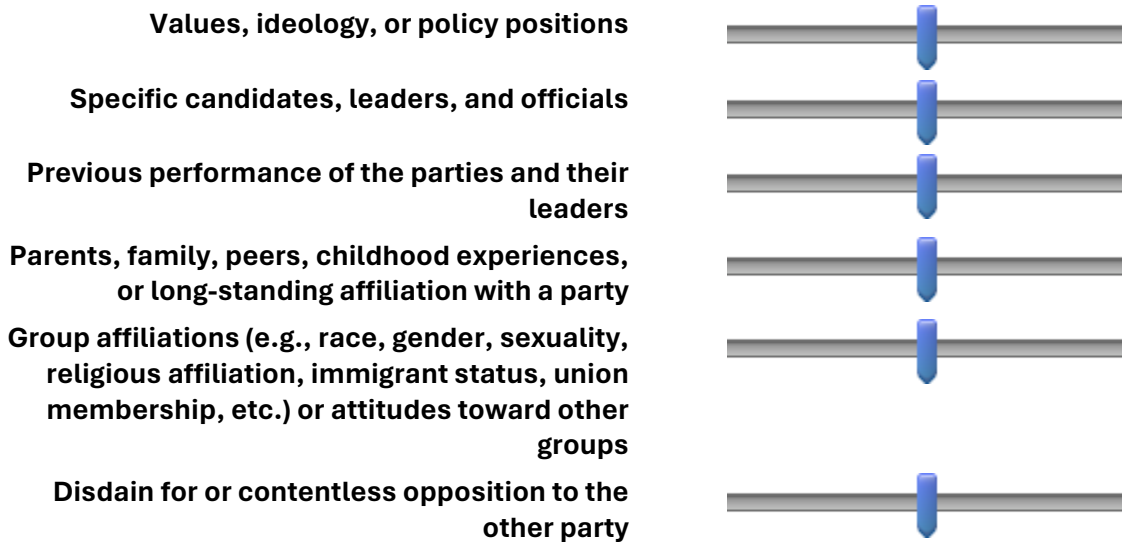 Values, ideology, or policy positions
Specific candidates, leaders, and officials
Previous performance of the parties and their
leaders
Parents, family, peers, childhood experiences,
or long-standing affiliation with a party
Group affiliations (e.g., race, gender, sexuality,
religious affiliation, immigrant status, union
membership, etc.) or attitudes toward other
groups
Disdain for or contentless opposition to the
other party